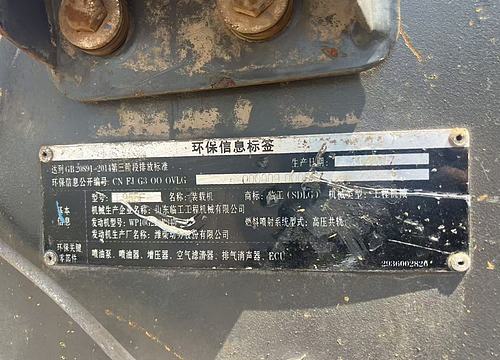 环保信息标签
达到GB20891-2014第三阶段排放标准 生产日期:
环保信息公开编号: CN FJ G3 OO OVLG
型号: 名称: 装载机 商标: 临工(SDLG) 机械类型: 工程机械
基本信息
机械生产企业名称: 山东临工工程机械有限公司
发动机型号: 燃料喷射系统型式: 高压共轨
发动机生产厂名称: 潍柴动力股份有限公司
环保关键零部件
喷油泵、喷油器、增压器、空气滤清器、排气消声器、ECU